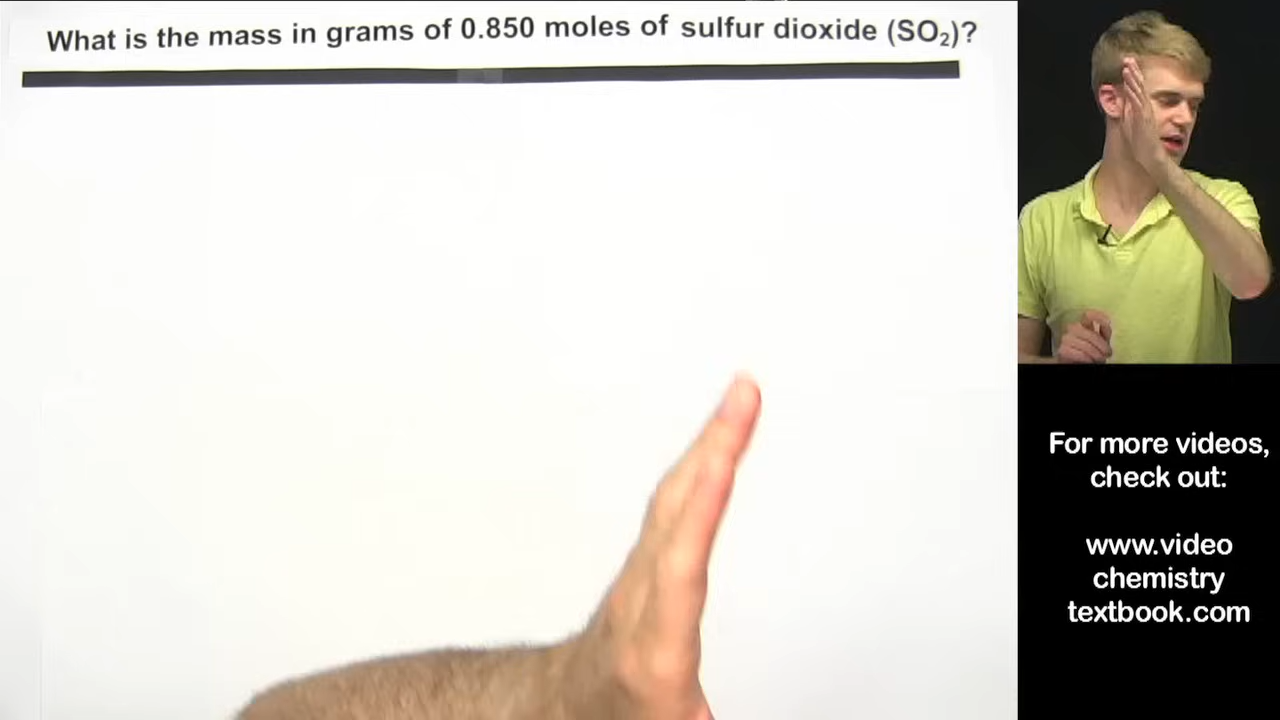 What is the mass in grams of 0.850 moles of sulfur dioxide (SO₂)?
For more videos,
check out:
www.video
chemistry
textbook.com